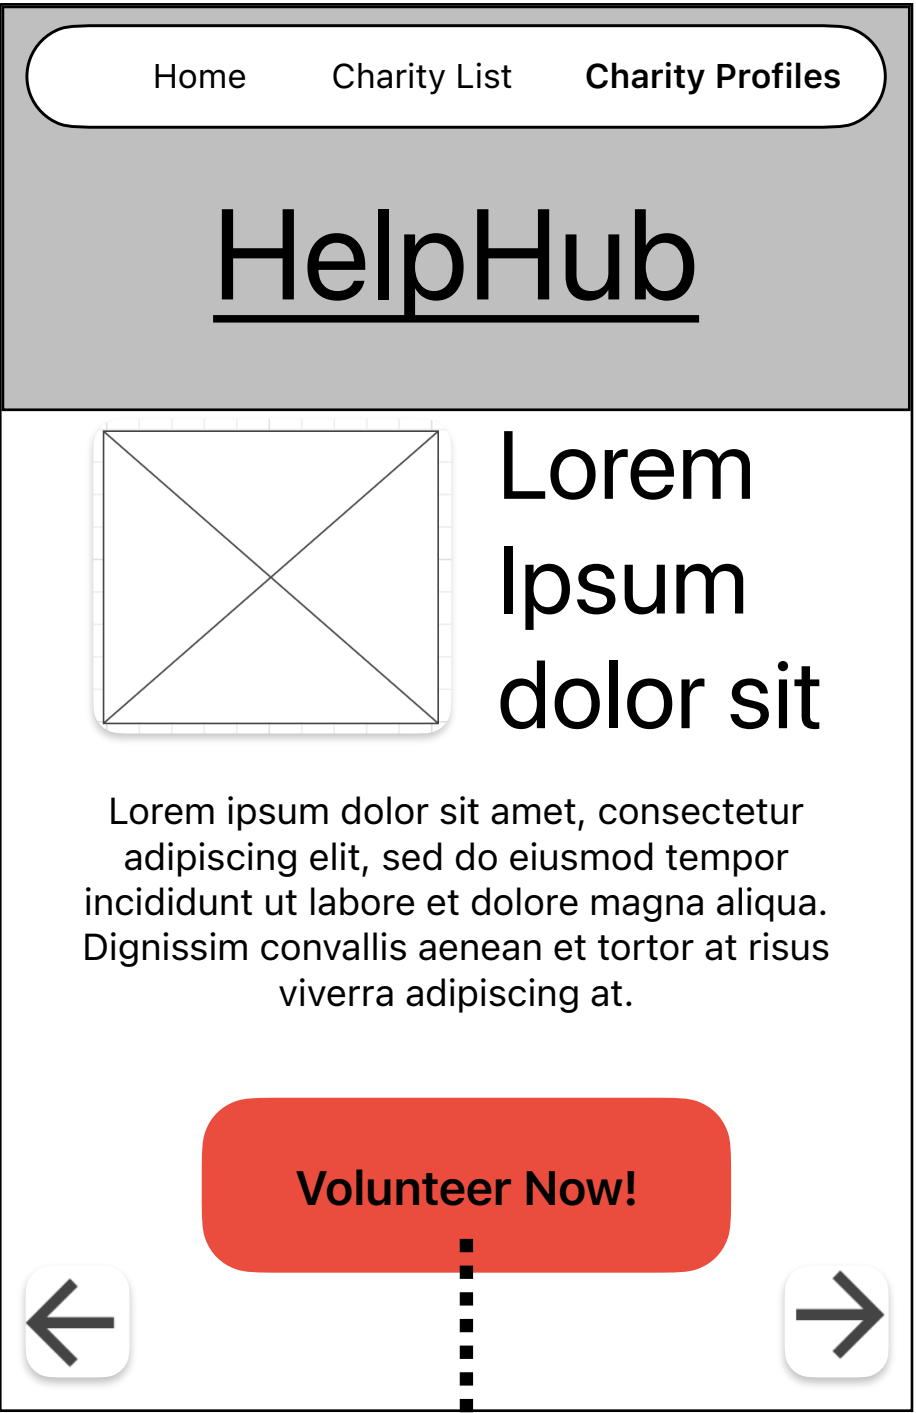 Home Charity List Charity Profiles
HelpHub
Lorem
Ipsum
dolor sit
Lorem ipsum dolor sit amet, consectetur
adipiscing elit, sed do eiusmod tempor
incididunt ut labore et dolore magna aliqua.
Dignissim convallis aenean et tortor at risus
viverra adipiscing at.
Volunteer Now!